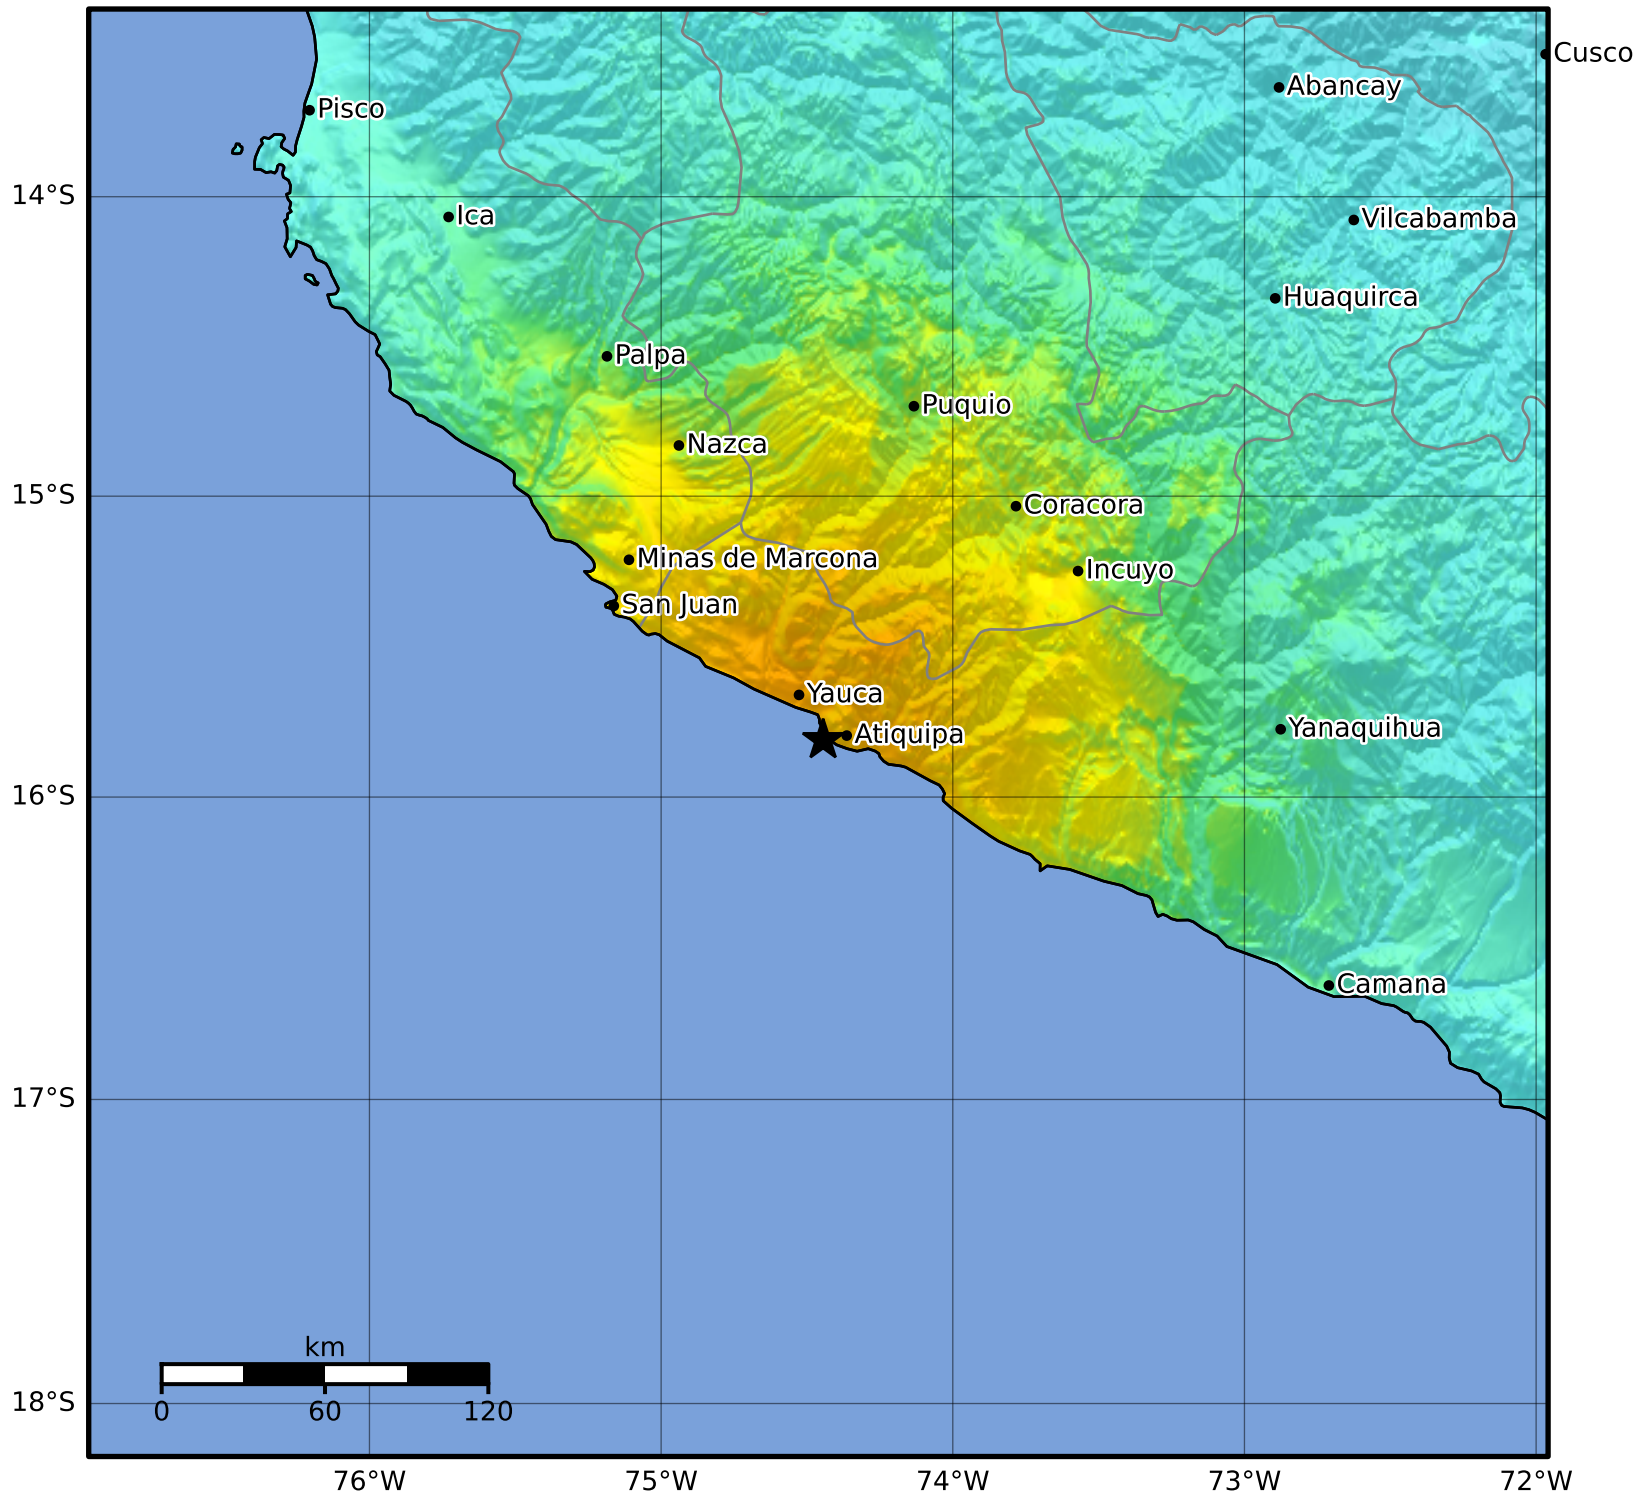 Cusco
Abancay
Pisco
14°S
Ica
Vilcabamba
Huaquirca
Palpa
Puquio
Nazca
15°S
Coracora
Minas de Marcona
Incuyo
San Juan
Yauca
Atiquipa
Yanaquihua
16°S
Camana
17°S
km
18°S
0 60 120
76°W 75°W 74°W 73°W 72°W